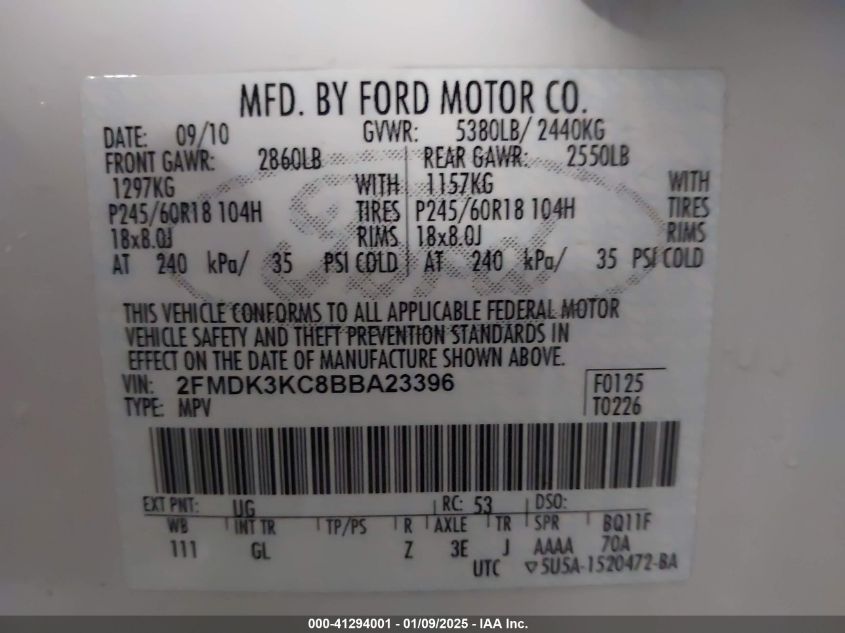 MFD. BY FORD MOTOR CO.
DATE: 09/10 GVWR: 5380LB/ 2440KG
FRONT GAWR: 2860LB REAR GAWR: 2550LB
1297KG WITH 1157KG WITH
P245/60R18 104H TIRES P245/60R18 104H TIRES
18x8.0J RIMS 18x8.0J RIMS
AT 240 kPa/ 35 PSI COLD AT 240 kPa/ 35 PSI COLD
Ford
THIS VEHICLE CONFORMS TO ALL APPLICABLE FEDERAL MOTOR
VEHICLE SAFETY AND THEFT PREVENTION STANDARDS IN
EFFECT ON THE DATE OF MANUFACTURE SHOWN ABOVE.
VIN: 2FMDK3KC8BBA23396 F0125
TYPE: MPV T0226
EXT PNT: UG RC: 53 DSO:
WB INT TR TP/PS R AXLE TR SPR BQ11F
111 GL Z 3E J AAAA 70A
UTC ▽5U5A-1520472-BA
000-41294001 - 01/09/2025 - IAA Inc.